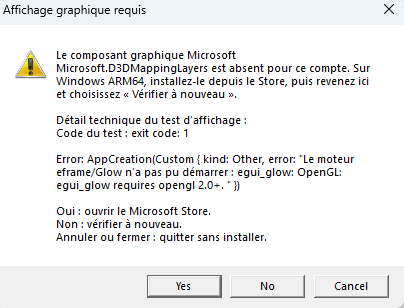 Affichage graphique requis
Le composant graphique Microsoft
Microsoft.D3DMappingLayers est absent pour ce compte. Sur
Windows ARM64, installez-le depuis le Store, puis revenez ici
et choisissez « Vérifier à nouveau ».
Détail technique du test d'affichage :
Code du test : exit code: 1
Error: AppCreation(Custom { kind: Other, error: "Le moteur
eframe/Glow n'a pas pu démarrer : egui_glow: OpenGL:
egui_glow requires opengl 2.0+. " })
Oui : ouvrir le Microsoft Store.
Non : vérifier à nouveau.
Annuler ou fermer : quitter sans installer.
Yes
No
Cancel